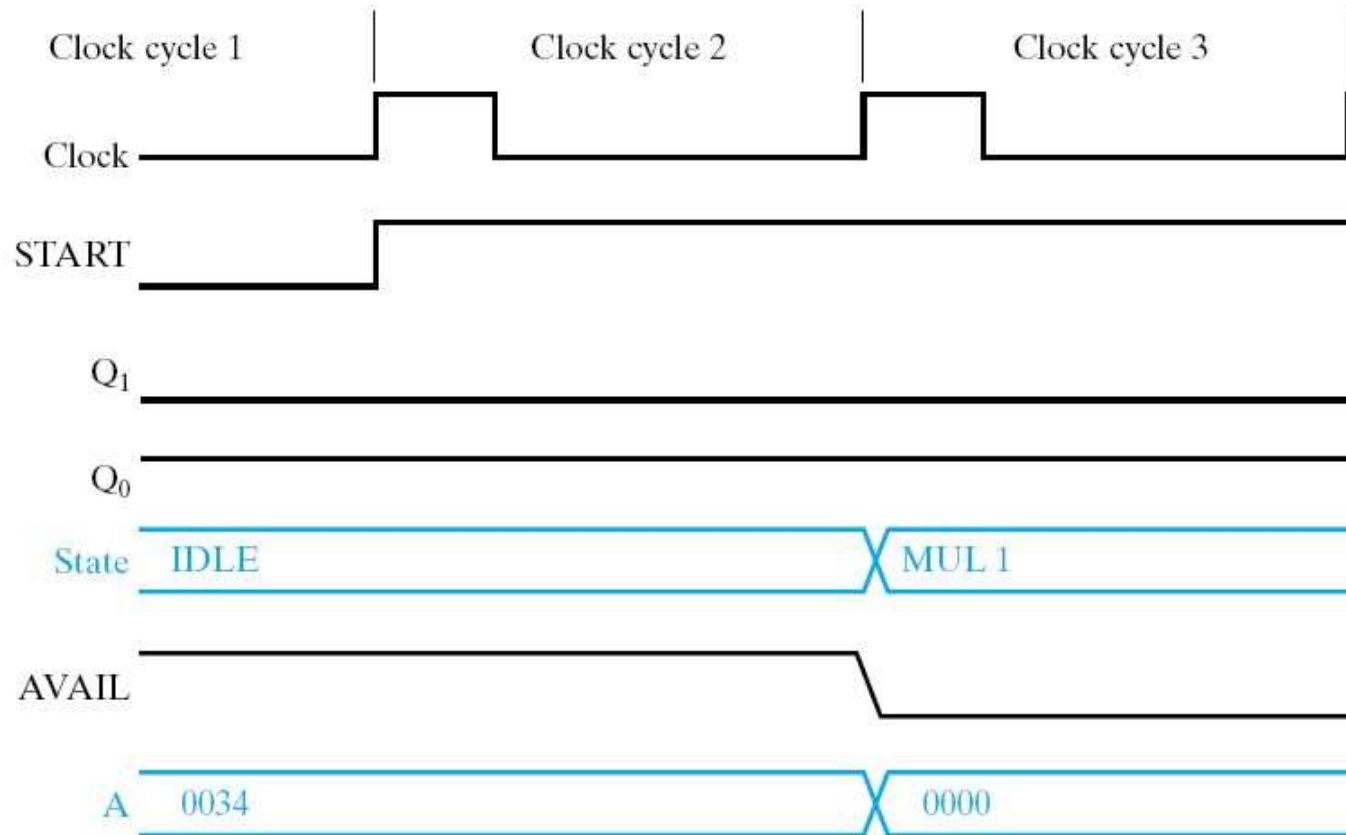 Clock cycle 1 Clock cycle 2 Clock cycle 3
Clock
START
Q₁
Q₀
State IDLE MUL 1
AVAIL
A 0034 0000